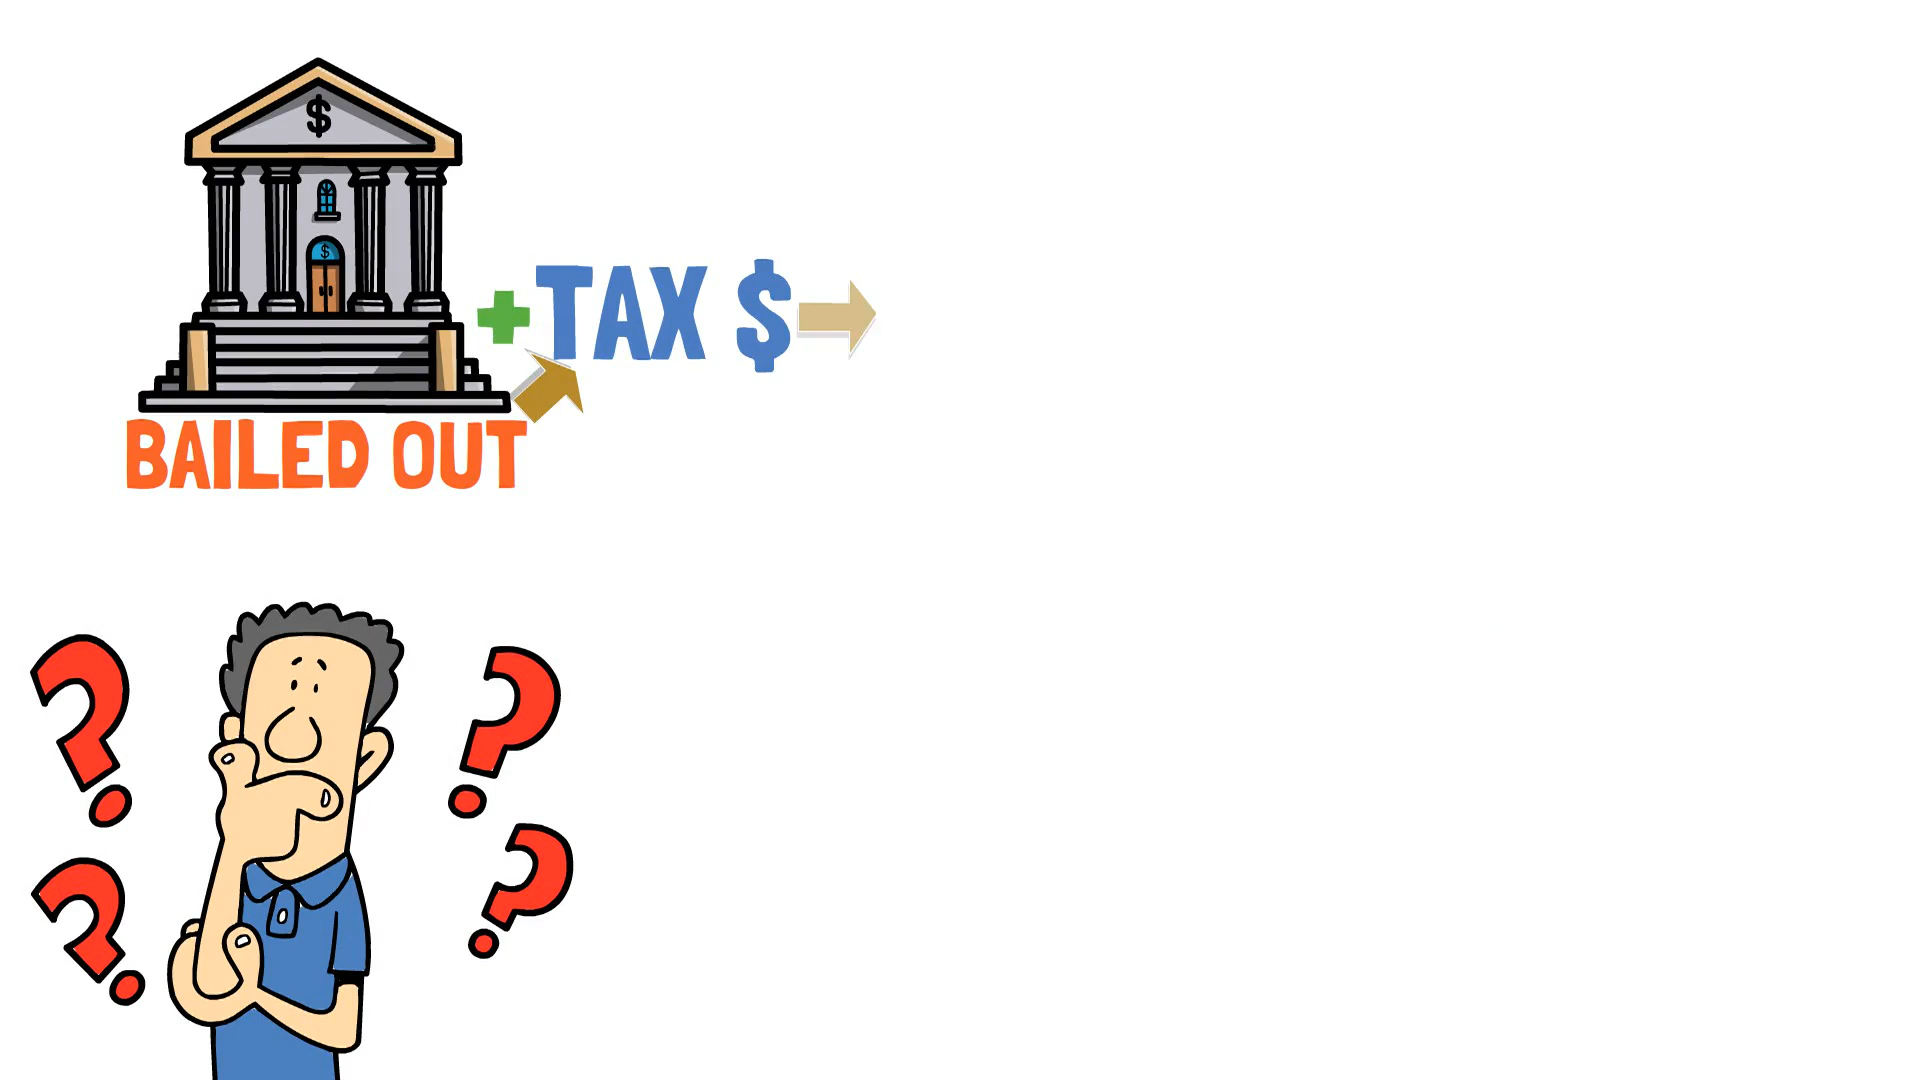 $
$
+ TAX $
BAILED OUT
? ?
? ?